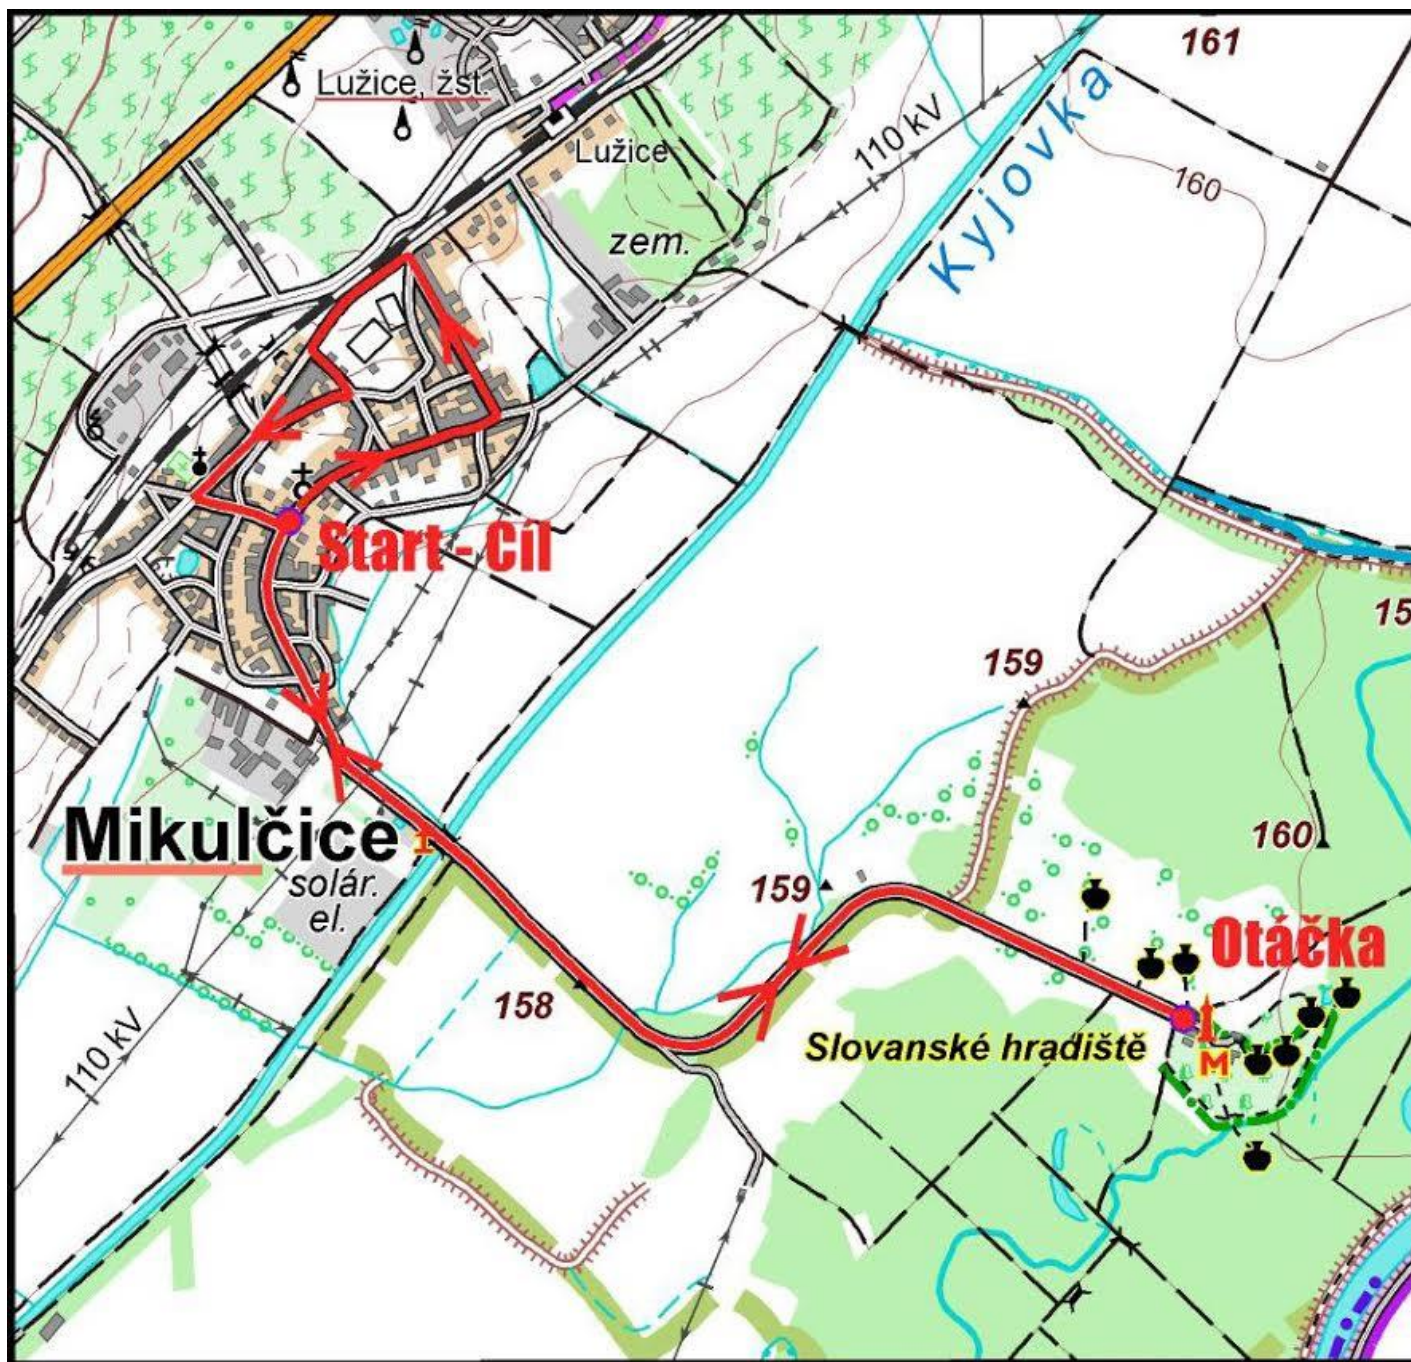 161
Lužice, žst.
Lužice
110 kV
Kyjovka
160
zem.
Start - Cíl
15
159
Mikulčice
solár.
el.
160
159
Otáčka
158
Slovanské hradiště
M
110 kV